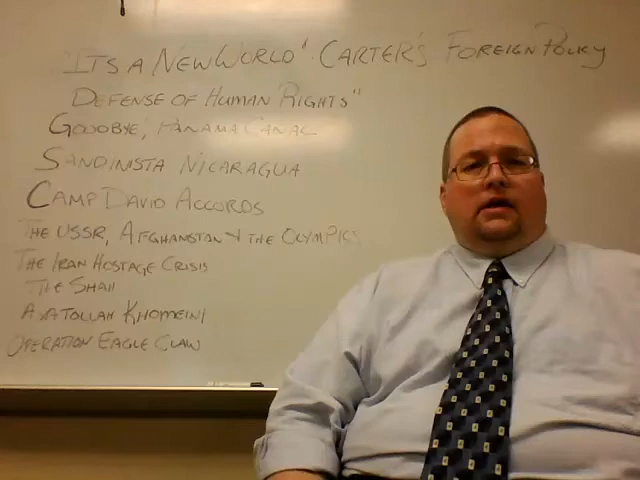 "ITS A NEW WORLD" CARTER'S FOREIGN POLICY
DEFENSE OF HUMAN RIGHTS"
GOODBYE, PANAMA CANAL
SANDINISTA NICARAGUA
CAMP DAVID ACCORDS
THE USSR, AFGHANSTON & THE OLYMPICS
THE IRAN HOSTAGE CRISIS
THE SHAH
AYATOLLAH KHOMEINI
OPERATION EAGLE CLAW